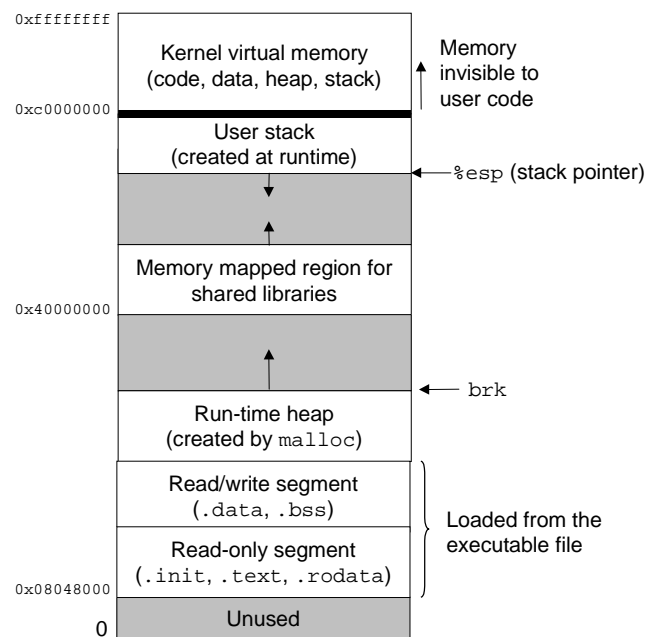 0xffffffff
Kernel virtual memory
(code, data, heap, stack)
Memory
invisible to
user code
0xc0000000
User stack
(created at runtime)
%esp (stack pointer)
Memory mapped region for
shared libraries
0x40000000
brk
Run-time heap
(created by malloc)
Read/write segment
(.data, .bss)
Loaded from the
executable file
Read-only segment
(.init, .text, .rodata)
0x08048000
Unused
0